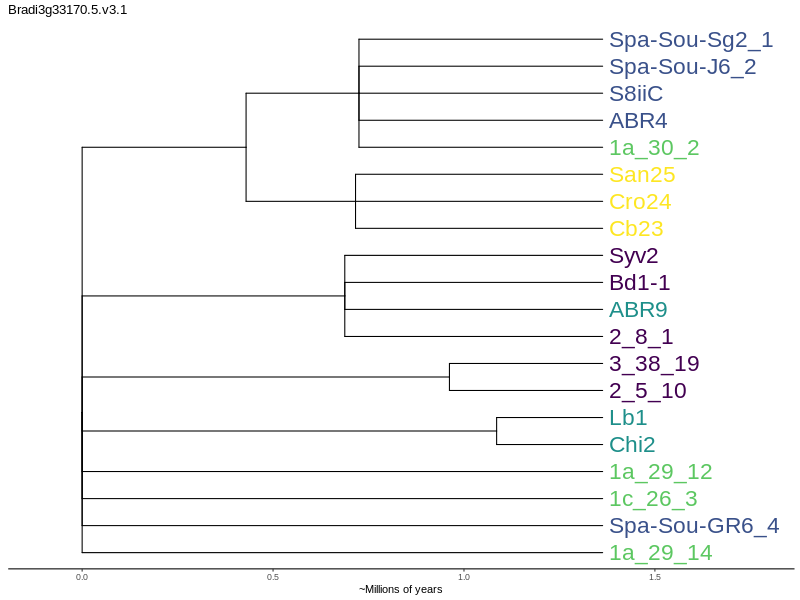 Bradi3g33170.5.v3.1
Spa-Sou-Sg2_1
Spa-Sou-J6_2
S8iiC
ABR4
1a_30_2
San25
Cro24
Cb23
Syv2
Bd1-1
ABR9
2_8_1
3_38_19
2_5_10
Lb1
Chi2
1a_29_12
1c_26_3
Spa-Sou-GR6_4
1a_29_14
0.0 0.5 1.0 1.5
~Millions of years